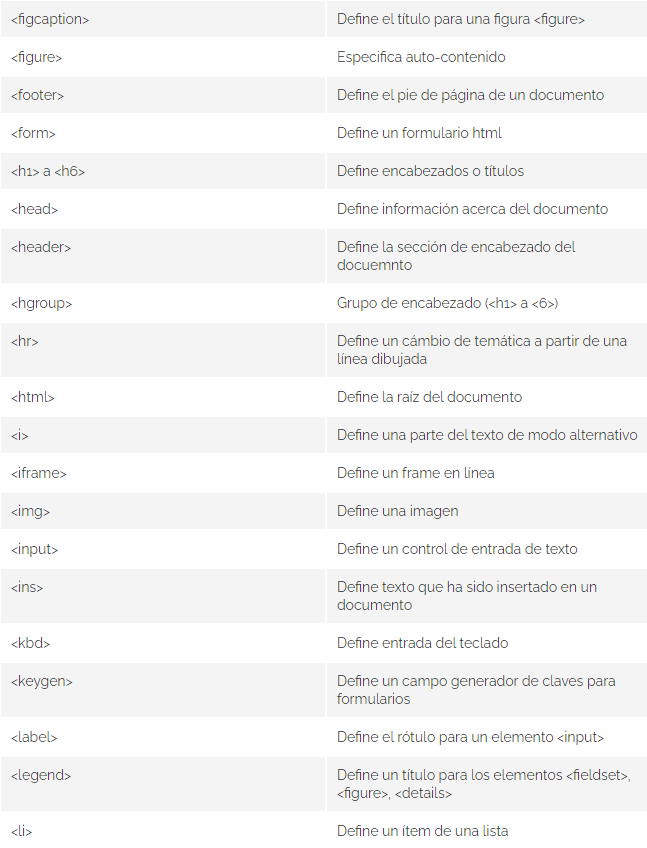 <figcaption> Define el título para una figura <figure>
<figure> Especifica auto-contenido
<footer> Define el pie de página de un documento
<form> Define un formulario html
<h1> a <h6> Define encabezados o títulos
<head> Define información acerca del documento
<header> Define la sección de encabezado del
docuemnto
<hgroup> Grupo de encabezado (<h1> a <6>)
<hr> Define un cámbio de temática a partir de una
línea dibujada
<html> Define la raíz del documento
<i> Define una parte del texto de modo alternativo
<iframe> Define un frame en línea
<img> Define una imagen
<input> Define un control de entrada de texto
<ins> Define texto que ha sido insertado en un
documento
<kbd> Define entrada del teclado
<keygen> Define un campo generador de claves para
formularios
<label> Define el rótulo para un elemento <input>
<legend> Define un título para los elementos <fieldset>,
<figure>, <details>
<li> Define un ítem de una lista